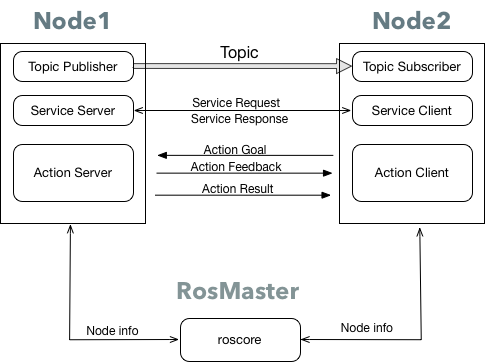 Node1
Node2
Topic
Topic Publisher
Topic Subscriber
Service Server
Service Request
Service Response
Service Client
Action Goal
Action Server
Action Feedback
Action Client
Action Result
RosMaster
Node info
roscore
Node info